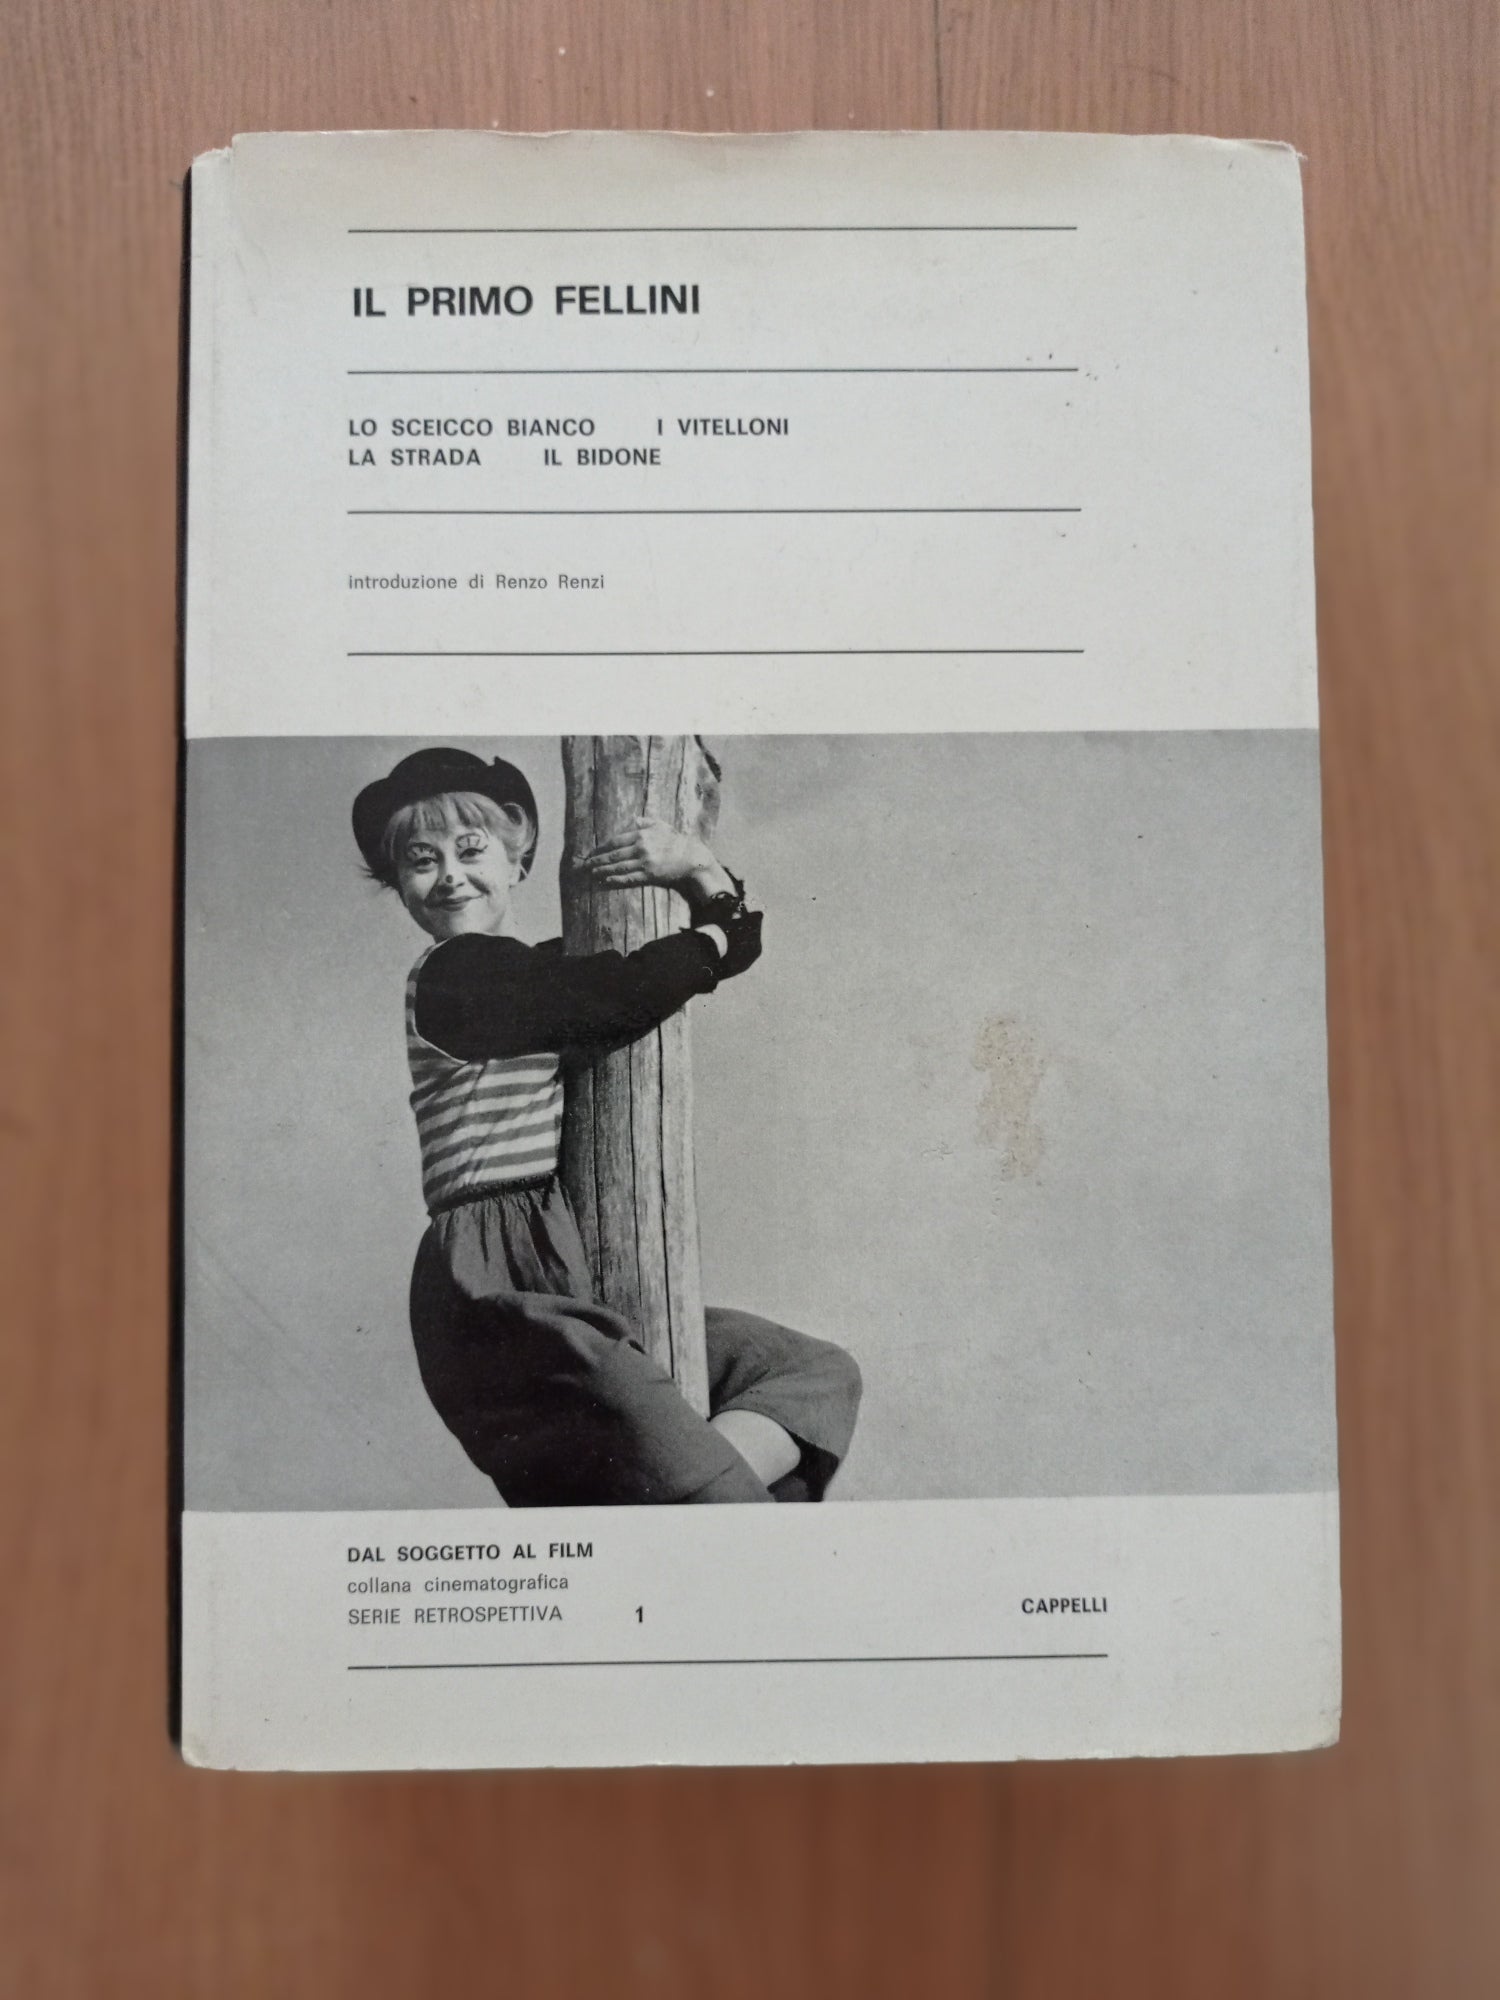 IL PRIMO FELLINI
LO SCEICCO BIANCO I VITELLONI
LA STRADA IL BIDONE
introduzione di Renzo Renzi
DAL SOGGETTO AL FILM
collana cinematografica
SERIE RETROSPETTIVA 1
CAPPELLI